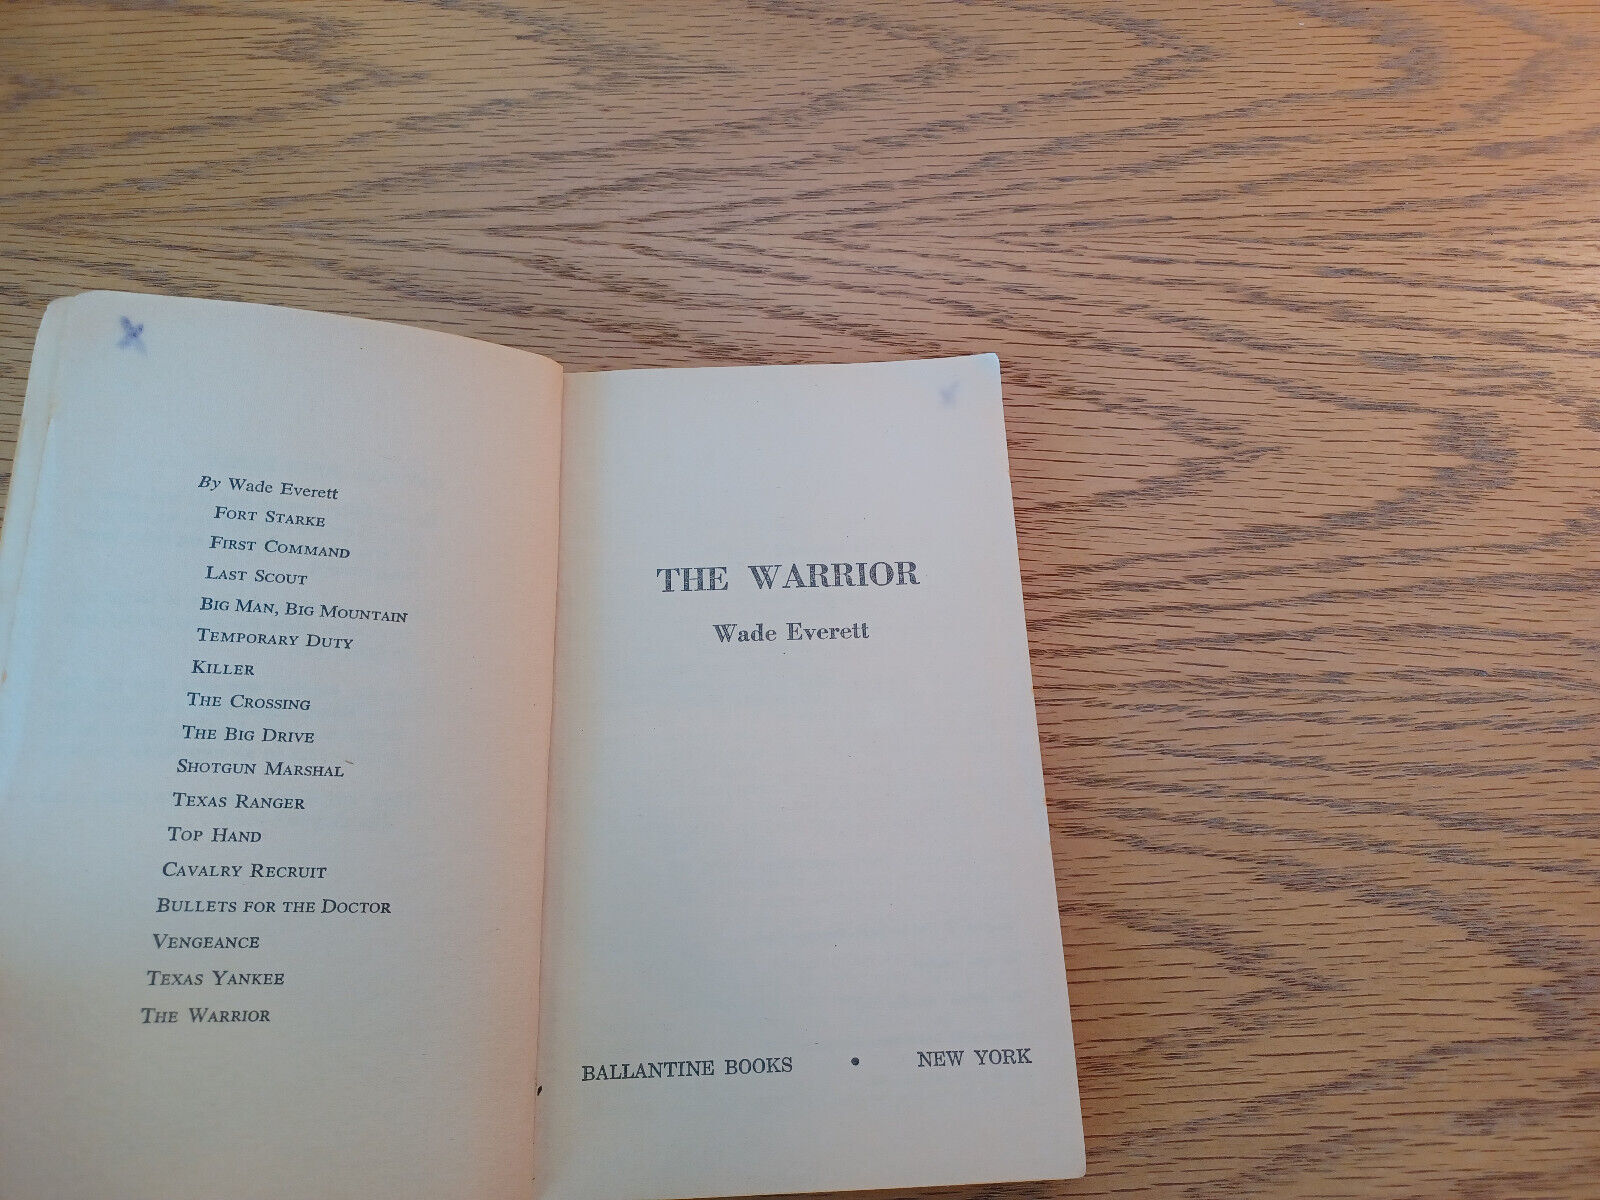 By Wade Everett
FORT STARKE
FIRST COMMAND
LAST SCOUT
BIG MAN, BIG MOUNTAIN
TEMPORARY DUTY
KILLER
THE CROSSING
THE BIG DRIVE
SHOTGUN MARSHAL
TEXAS RANGER
TOP HAND
CAVALRY RECRUIT
BULLETS FOR THE DOCTOR
VENGEANCE
TEXAS YANKEE
THE WARRIOR
THE WARRIOR
Wade Everett
BALLANTINE BOOKS • NEW YORK